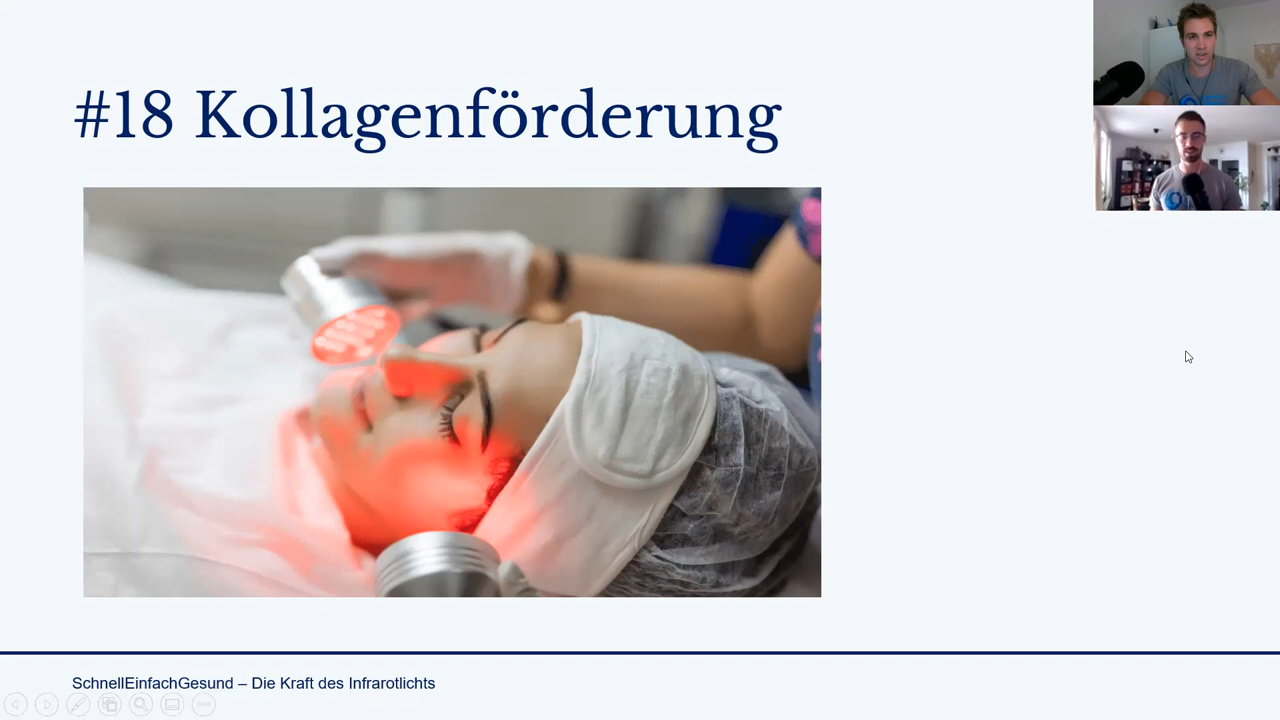 #18 Kollagenförderung
SchnellEinfachGesund – Die Kraft des Infrarotlichts